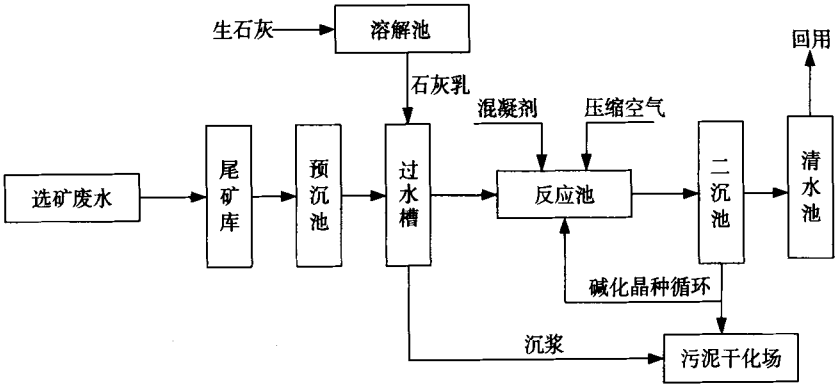 生石灰
溶解池
回用
石灰乳
混凝剂
压缩空气
选矿废水
尾矿库
预沉池
过水槽
反应池
二沉池
清水池
碱化晶种循环
沉浆
污泥干化场